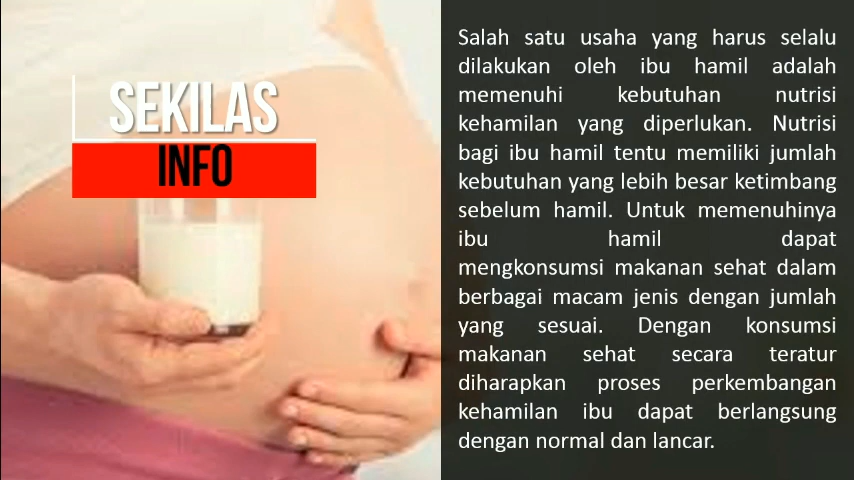 SEKILAS
INFO
Salah satu usaha yang harus selalu
dilakukan oleh ibu hamil adalah
memenuhi kebutuhan nutrisi
kehamilan yang diperlukan. Nutrisi
bagi ibu hamil tentu memiliki jumlah
kebutuhan yang lebih besar ketimbang
sebelum hamil. Untuk memenuhinya
ibu hamil dapat
mengkonsumsi makanan sehat dalam
berbagai macam jenis dengan jumlah
yang sesuai. Dengan konsumsi
makanan sehat secara teratur
diharapkan proses perkembangan
kehamilan ibu dapat berlangsung
dengan normal dan lancar.